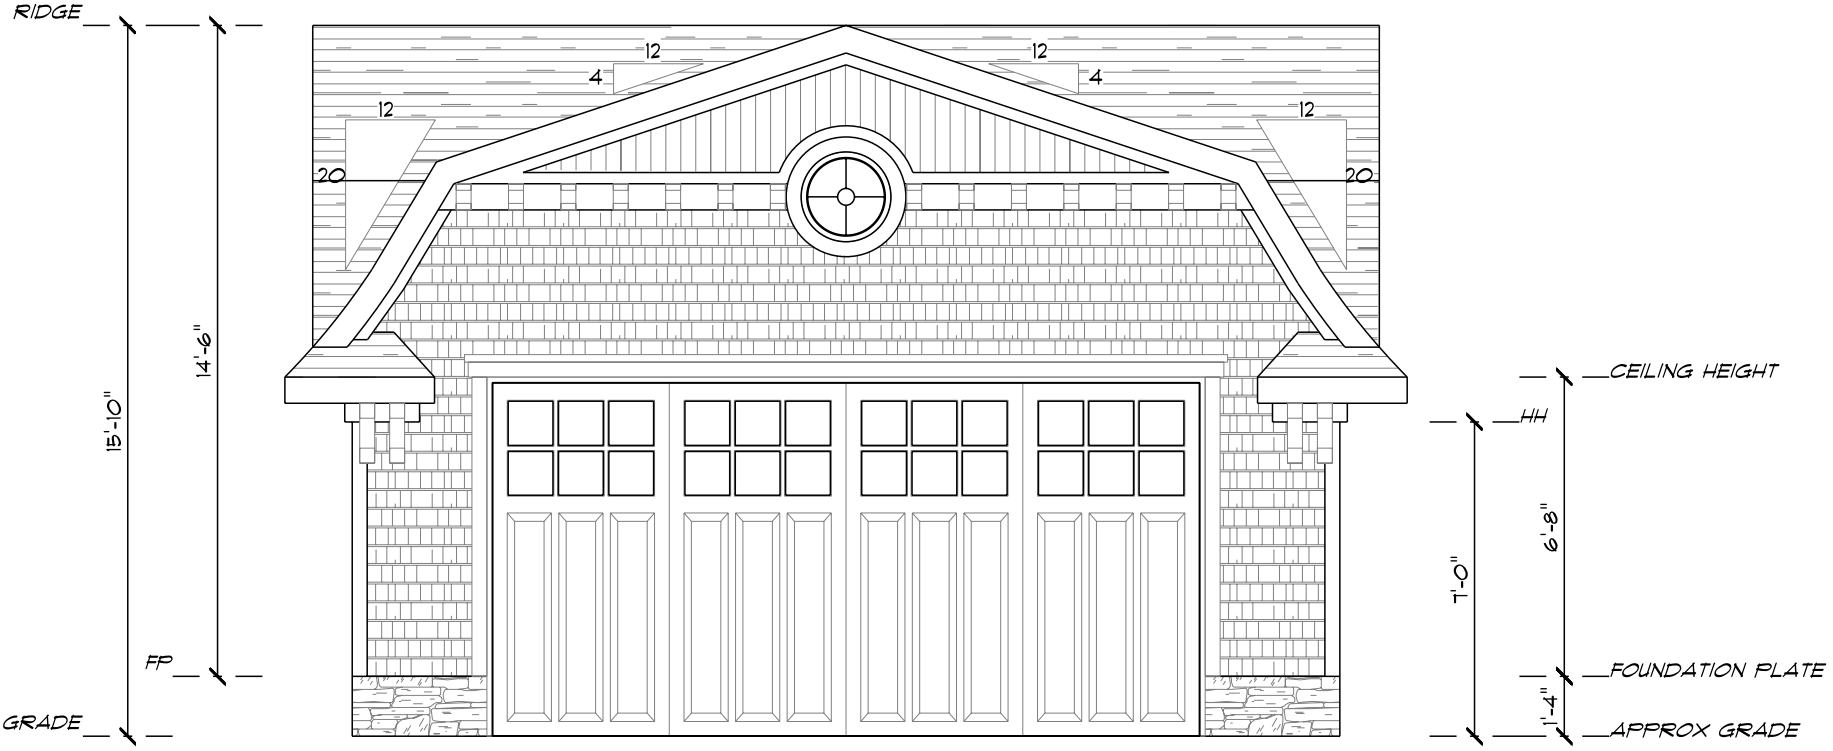 RIDGE
12
12
4
4
12
12
20
20
14'-6"
CEILING HEIGHT
15'-10"
HH
6'-8"
7'-0"
FP
FOUNDATION PLATE
1'-4"
GRADE
APPROX GRADE